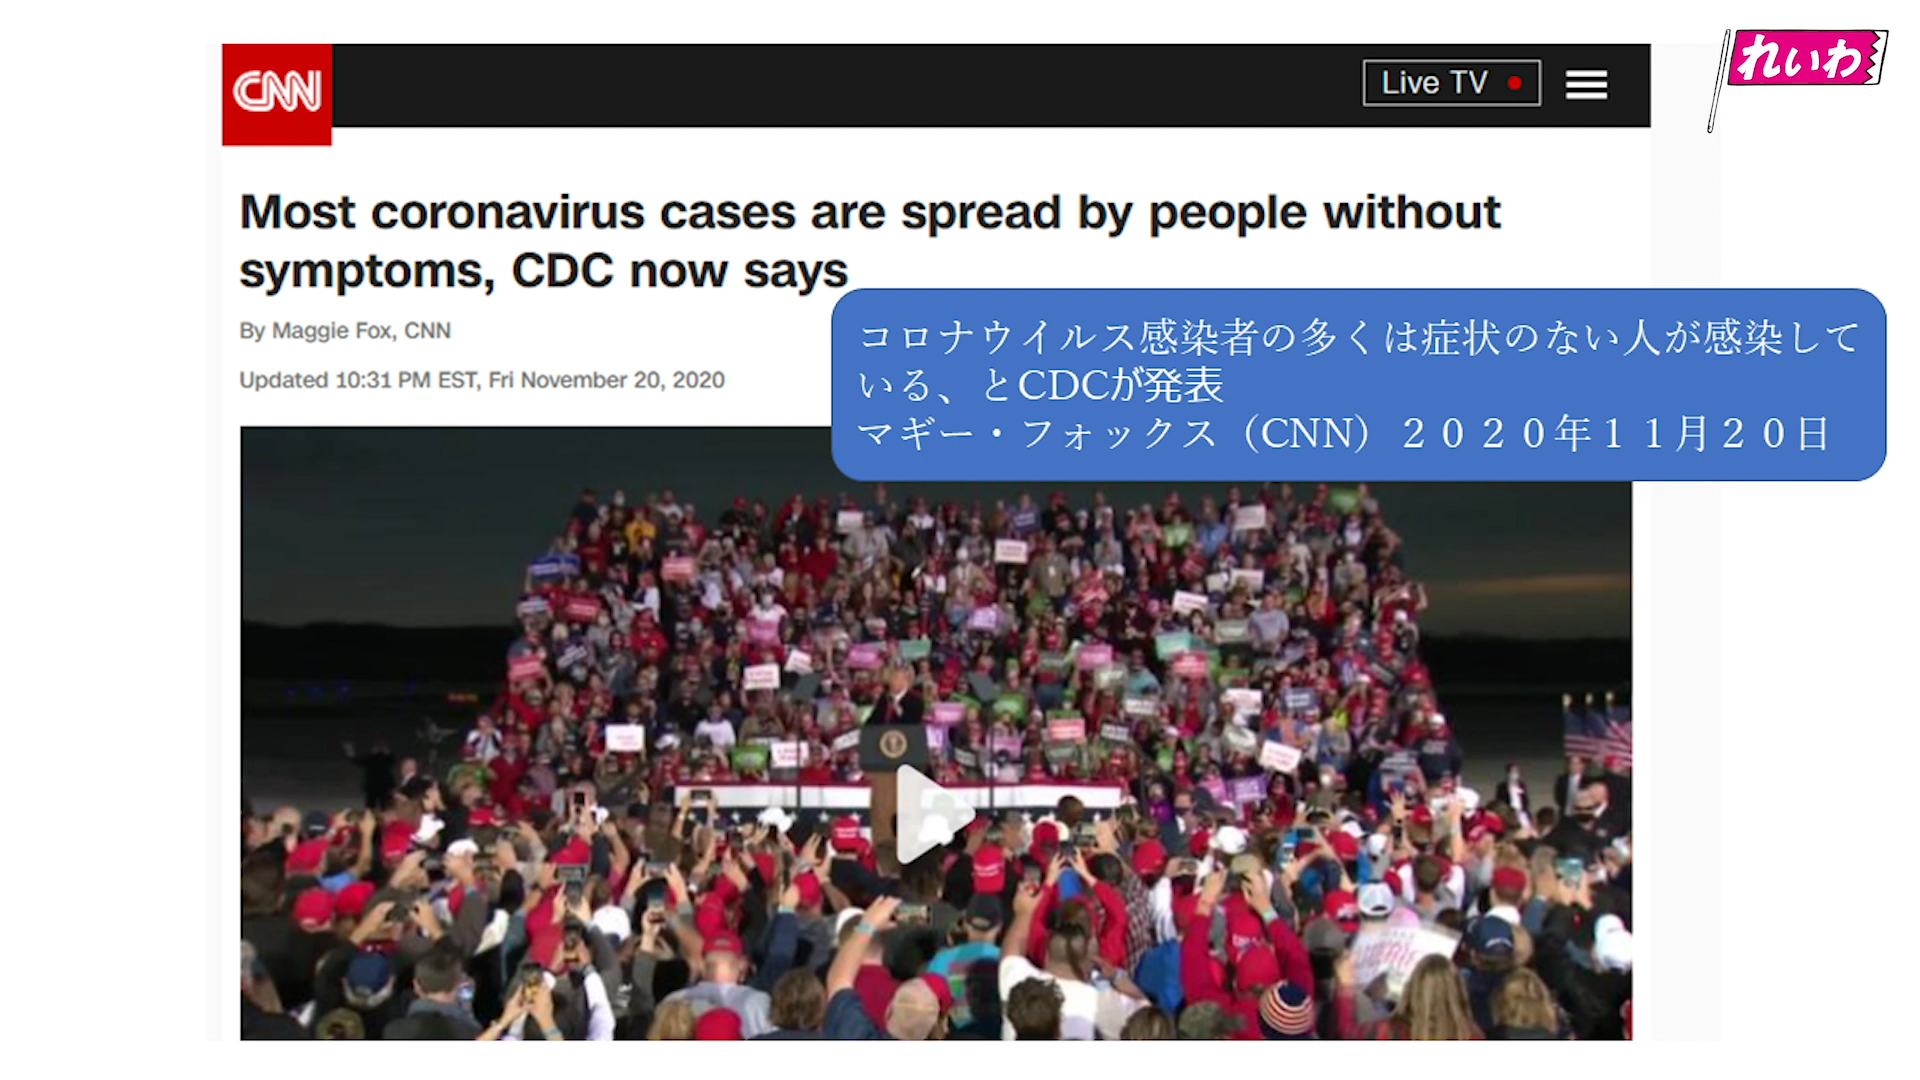 CNN
Live TV
れいわ
Most coronavirus cases are spread by people without
symptoms, CDC now says
By Maggie Fox, CNN
Updated 10:31 PM EST, Fri November 20, 2020
コロナウイルス感染者の多くは症状のない人が感染して
いる、とCDCが発表
マギー・フォックス（CNN）２０２０年１１月２０日